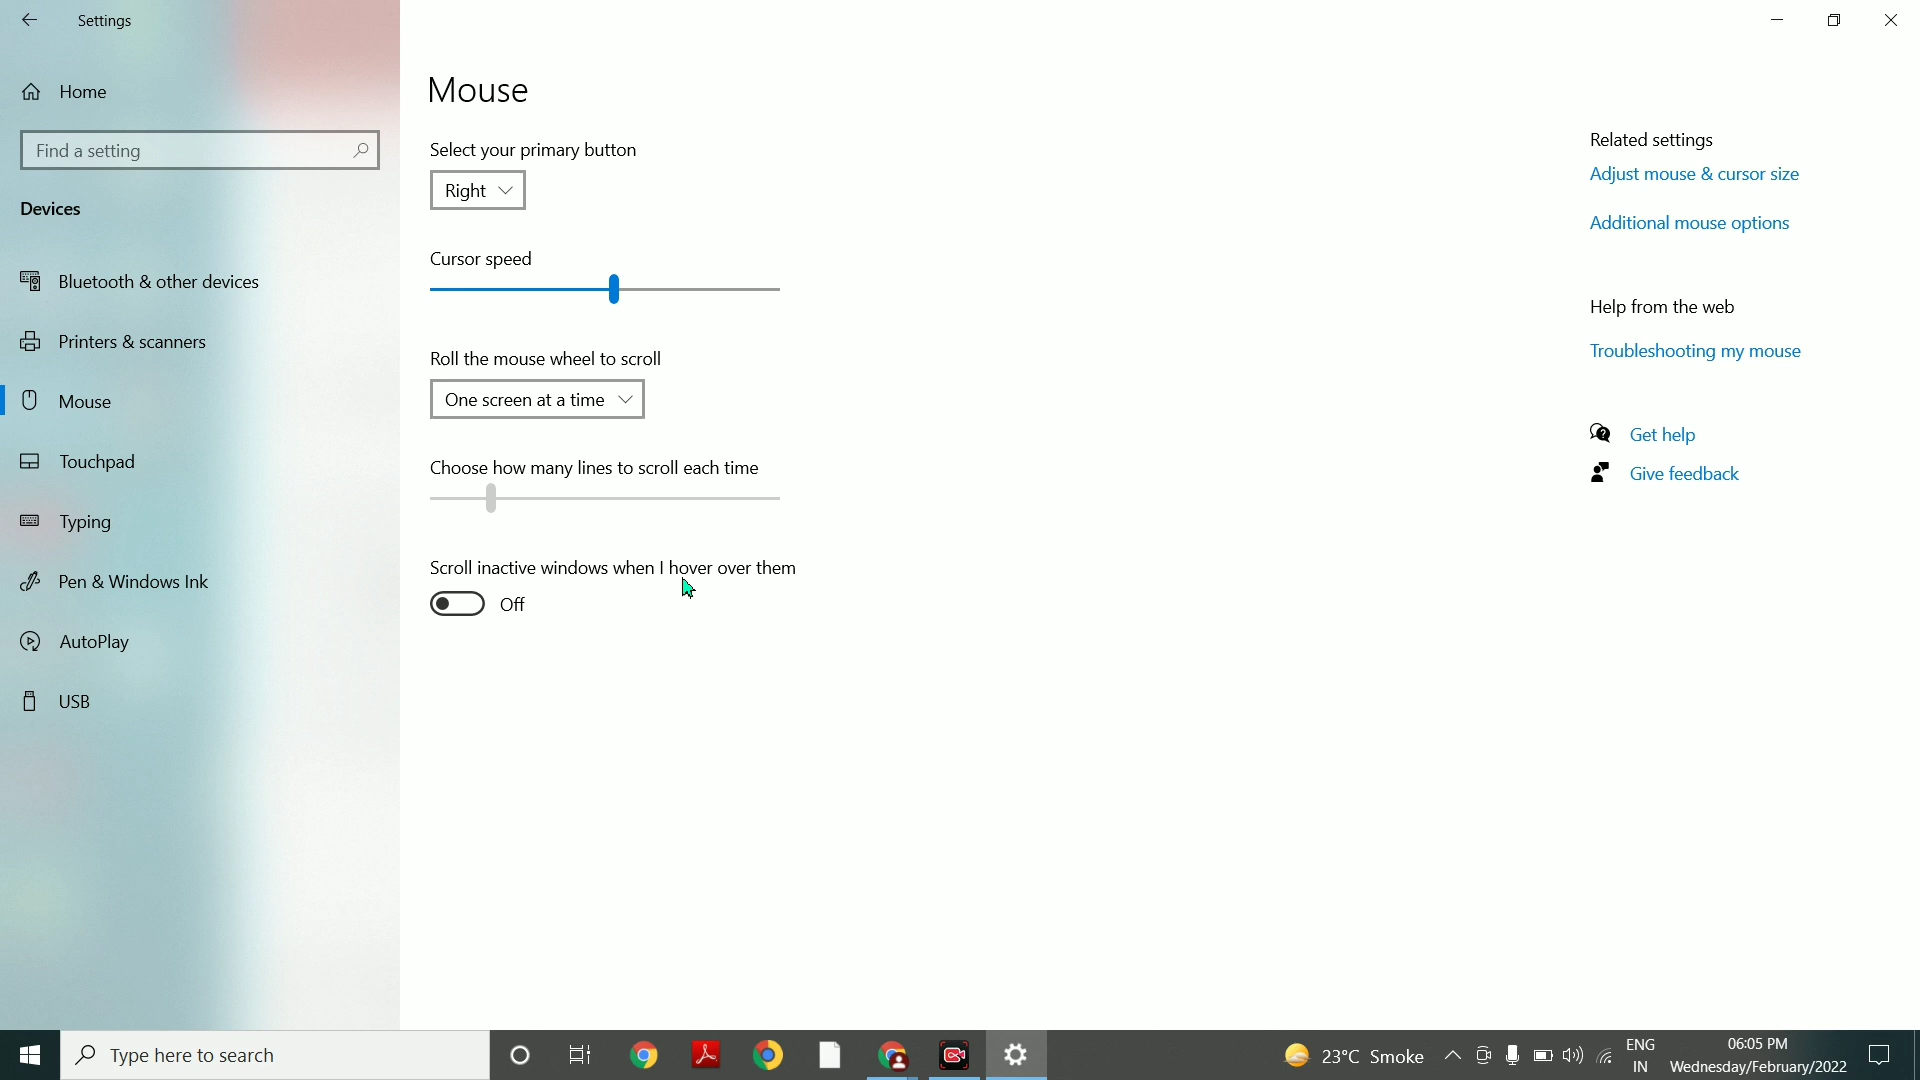 Settings
Home
Find a setting
Devices
Bluetooth & other devices
Printers & scanners
Mouse
Touchpad
Typing
Pen & Windows Ink
AutoPlay
USB
Mouse
Select your primary button
Right
Cursor speed
Roll the mouse wheel to scroll
One screen at a time
Choose how many lines to scroll each time
Scroll inactive windows when I hover over them
Off
Related settings
Adjust mouse & cursor size
Additional mouse options
Help from the web
Troubleshooting my mouse
Get help
Give feedback
Type here to search
23°C Smoke
ENG
IN
06:05 PM
Wednesday/February/2022